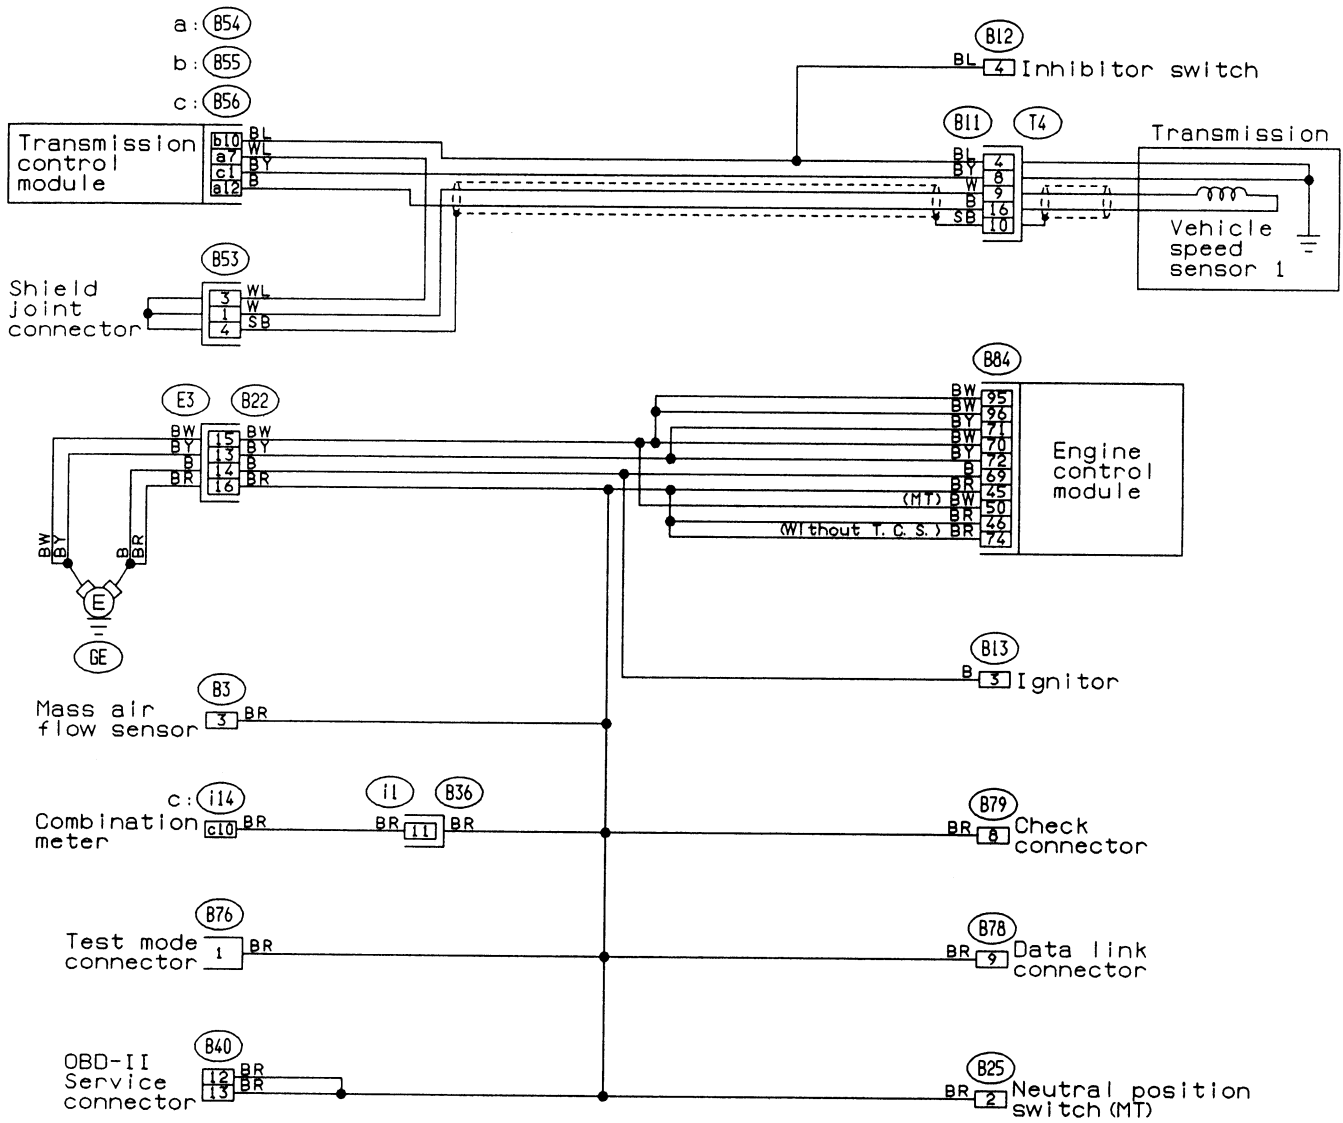 a: B54
b: B55
c: B56
Transmission
control
module
b10 BL
a7 WL
c1 BY
a12 B
B12
BL 4 Inhibitor switch
B11 T4
BL 4
BY 8
W 9
B 16
SB 10
Transmission
Vehicle
speed
sensor 1
B53
Shield
joint
connector
3 WL
1 W
4 SB
E3 B22
BW 15 BW
BY 13 BY
B 14 B
BR 16 BR
BW
BY
B
BR
E
GE
B84
BW 95
BW 96
BY 71
BW 70
BY 72
B 69
BR 45
(MT) BW 50
BR 46
(Without T. C. S.) BR 74
Engine
control
module
B13
B 3 Ignitor
B3
Mass air
flow sensor
3 BR
c: i14
Combination
meter
c10 BR
i1 B36
BR 11 BR
B79
BR 8 Check
connector
B76
Test mode
connector
1 BR
B78
BR 9 Data link
connector
B40
OBD-II
Service
connector
12 BR
13 BR
B25
BR 2 Neutral position
switch (MT)